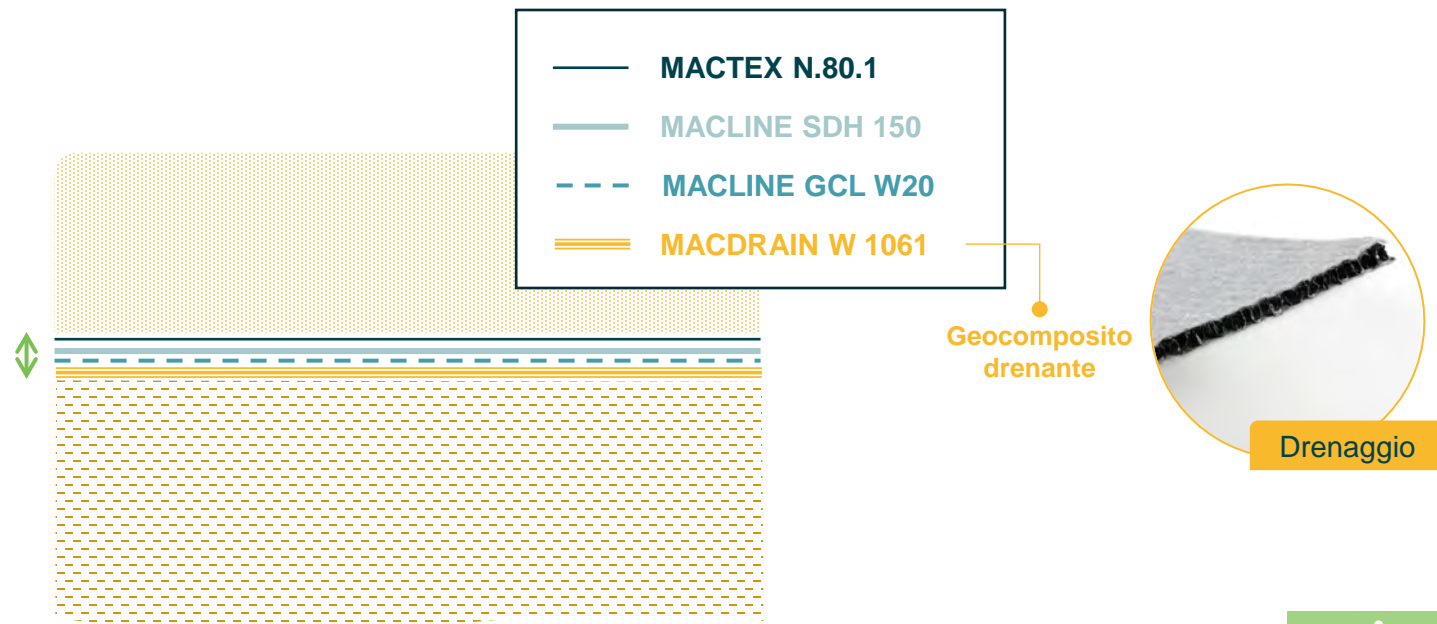 MACTEX N.80.1
MACLINE SDH 150
MACLINE GCL W20
MACDRAIN W 1061
Geocomposito
drenante
Drenaggio